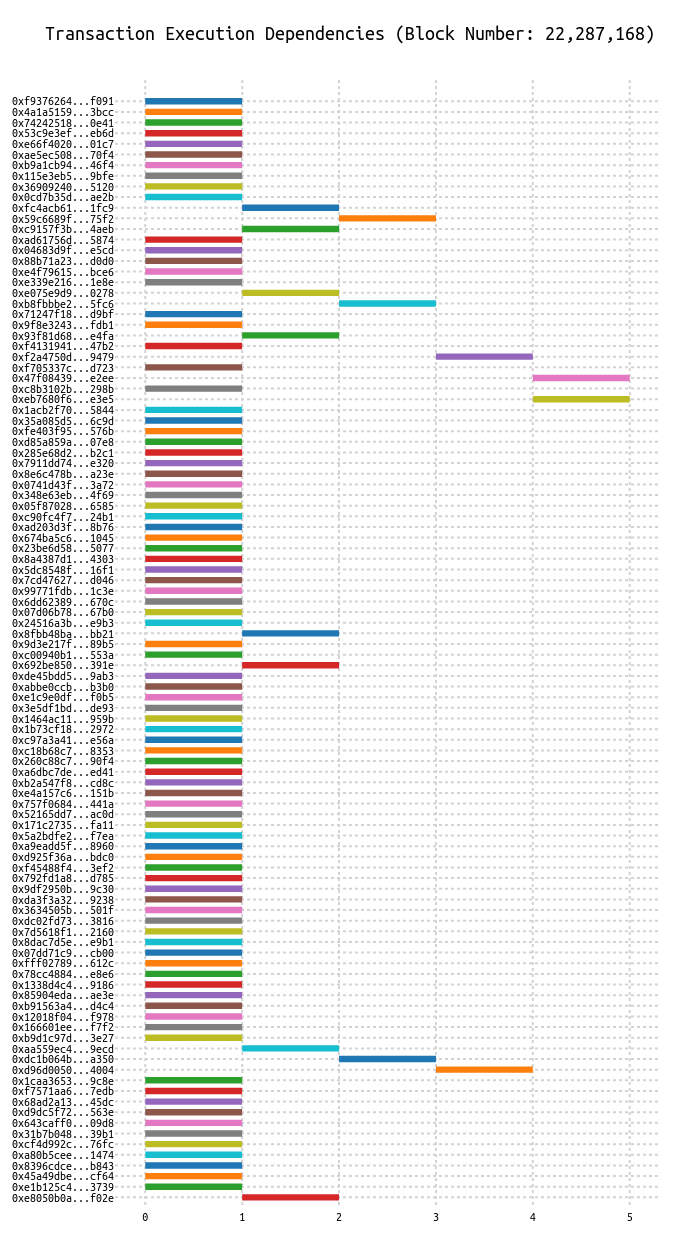 Transaction Execution Dependencies (Block Number: 22,287,168)
0xf9376264...f091
0x4a1a5159...3bcc
0x74242518...0e41
0x53c9e3ef...eb6d
0xe66f4020...01c7
0xae5ec508...70f4
0xb9a1cb94...46f4
0x115e3eb5...9bfe
0x36909240...5120
0x0cd7b35d...ae2b
0xfc4acb61...1fc9
0x59c6689f...75f2
0xc9157f3b...4aeb
0xad61756d...5874
0x04683d9f...e5cd
0x88b71a23...d0d0
0xe4f79615...bce6
0xe339e216...1e8e
0xe075e9d9...0278
0xb8fbbbe2...5fc6
0x71247f18...d9bf
0x9f8e3243...fdb1
0x93f81d68...e4fa
0xf4131941...47b2
0xf2a4750d...9479
0xf705337c...d723
0x47f08439...e2ee
0xc8b3102b...298b
0xeb7680f6...e3e5
0x1acb2f70...5844
0x35a085d5...6c9d
0xfe403f95...576b
0xd85a859a...07e8
0x285e68d2...b2c1
0x7911dd74...e320
0x8e6c478b...a23e
0x0741d43f...3a72
0x348e63eb...4f69
0x05f87028...6585
0xc90fc4f7...24b1
0xad203d3f...8b76
0x674ba5c6...1045
0x23be6d58...5077
0x8a4387d1...4303
0x5dc8548f...16f1
0x7cd47627...d046
0x99771fdb...1c3e
0x6dd62389...670c
0x07d06b78...67b0
0x24516a3b...e9b3
0x8fbb48ba...bb21
0x9d3e217f...89b5
0xc00940b1...553a
0x692be850...391e
0xde45bdd5...9ab3
0xabbe0ccb...b3b0
0xe1c9e0df...f0b5
0x3e5df1bd...de93
0x1464ac11...959b
0x1b73cf18...2972
0xc97a3a41...e56a
0xc18b68c7...8353
0x260c88c7...90f4
0xa6dbc7de...ed41
0xb2a547f8...cd8c
0xe4a157c6...151b
0x757f0684...441a
0x52165dd7...ac0d
0x171c2735...fa11
0x5a2bdfe2...f7ea
0xa9eadd5f...8960
0xd925f36a...bdc0
0xf45488f4...3ef2
0x792fd1a8...d785
0x9df2950b...9c30
0xda3f3a32...9238
0x3634505b...501f
0xdc02fd73...3816
0x7d5618f1...2160
0x8dac7d5e...e9b1
0x07dd71c9...cb00
0xfff02789...612c
0x78cc4884...e8e6
0x1338d4c4...9186
0x85904eda...ae3e
0xb91563a4...d4c4
0x12018f04...f978
0x166601ee...f7f2
0xb9d1c97d...3e27
0xaa559ec4...9ecd
0xdc1b064b...a350
0xd96d0050...4004
0x1caa3653...9c8e
0xf7571aa6...7edb
0x68ad2a13...45dc
0xd9dc5f72...563e
0x643caff0...09d8
0x31b7b048...39b1
0xcf4d992c...76fc
0xa80b5cee...1474
0x8396cdce...b843
0x45a49dbe...cf64
0xe1b125c4...3739
0xe8050b0a...f02e
0 1 2 3 4 5